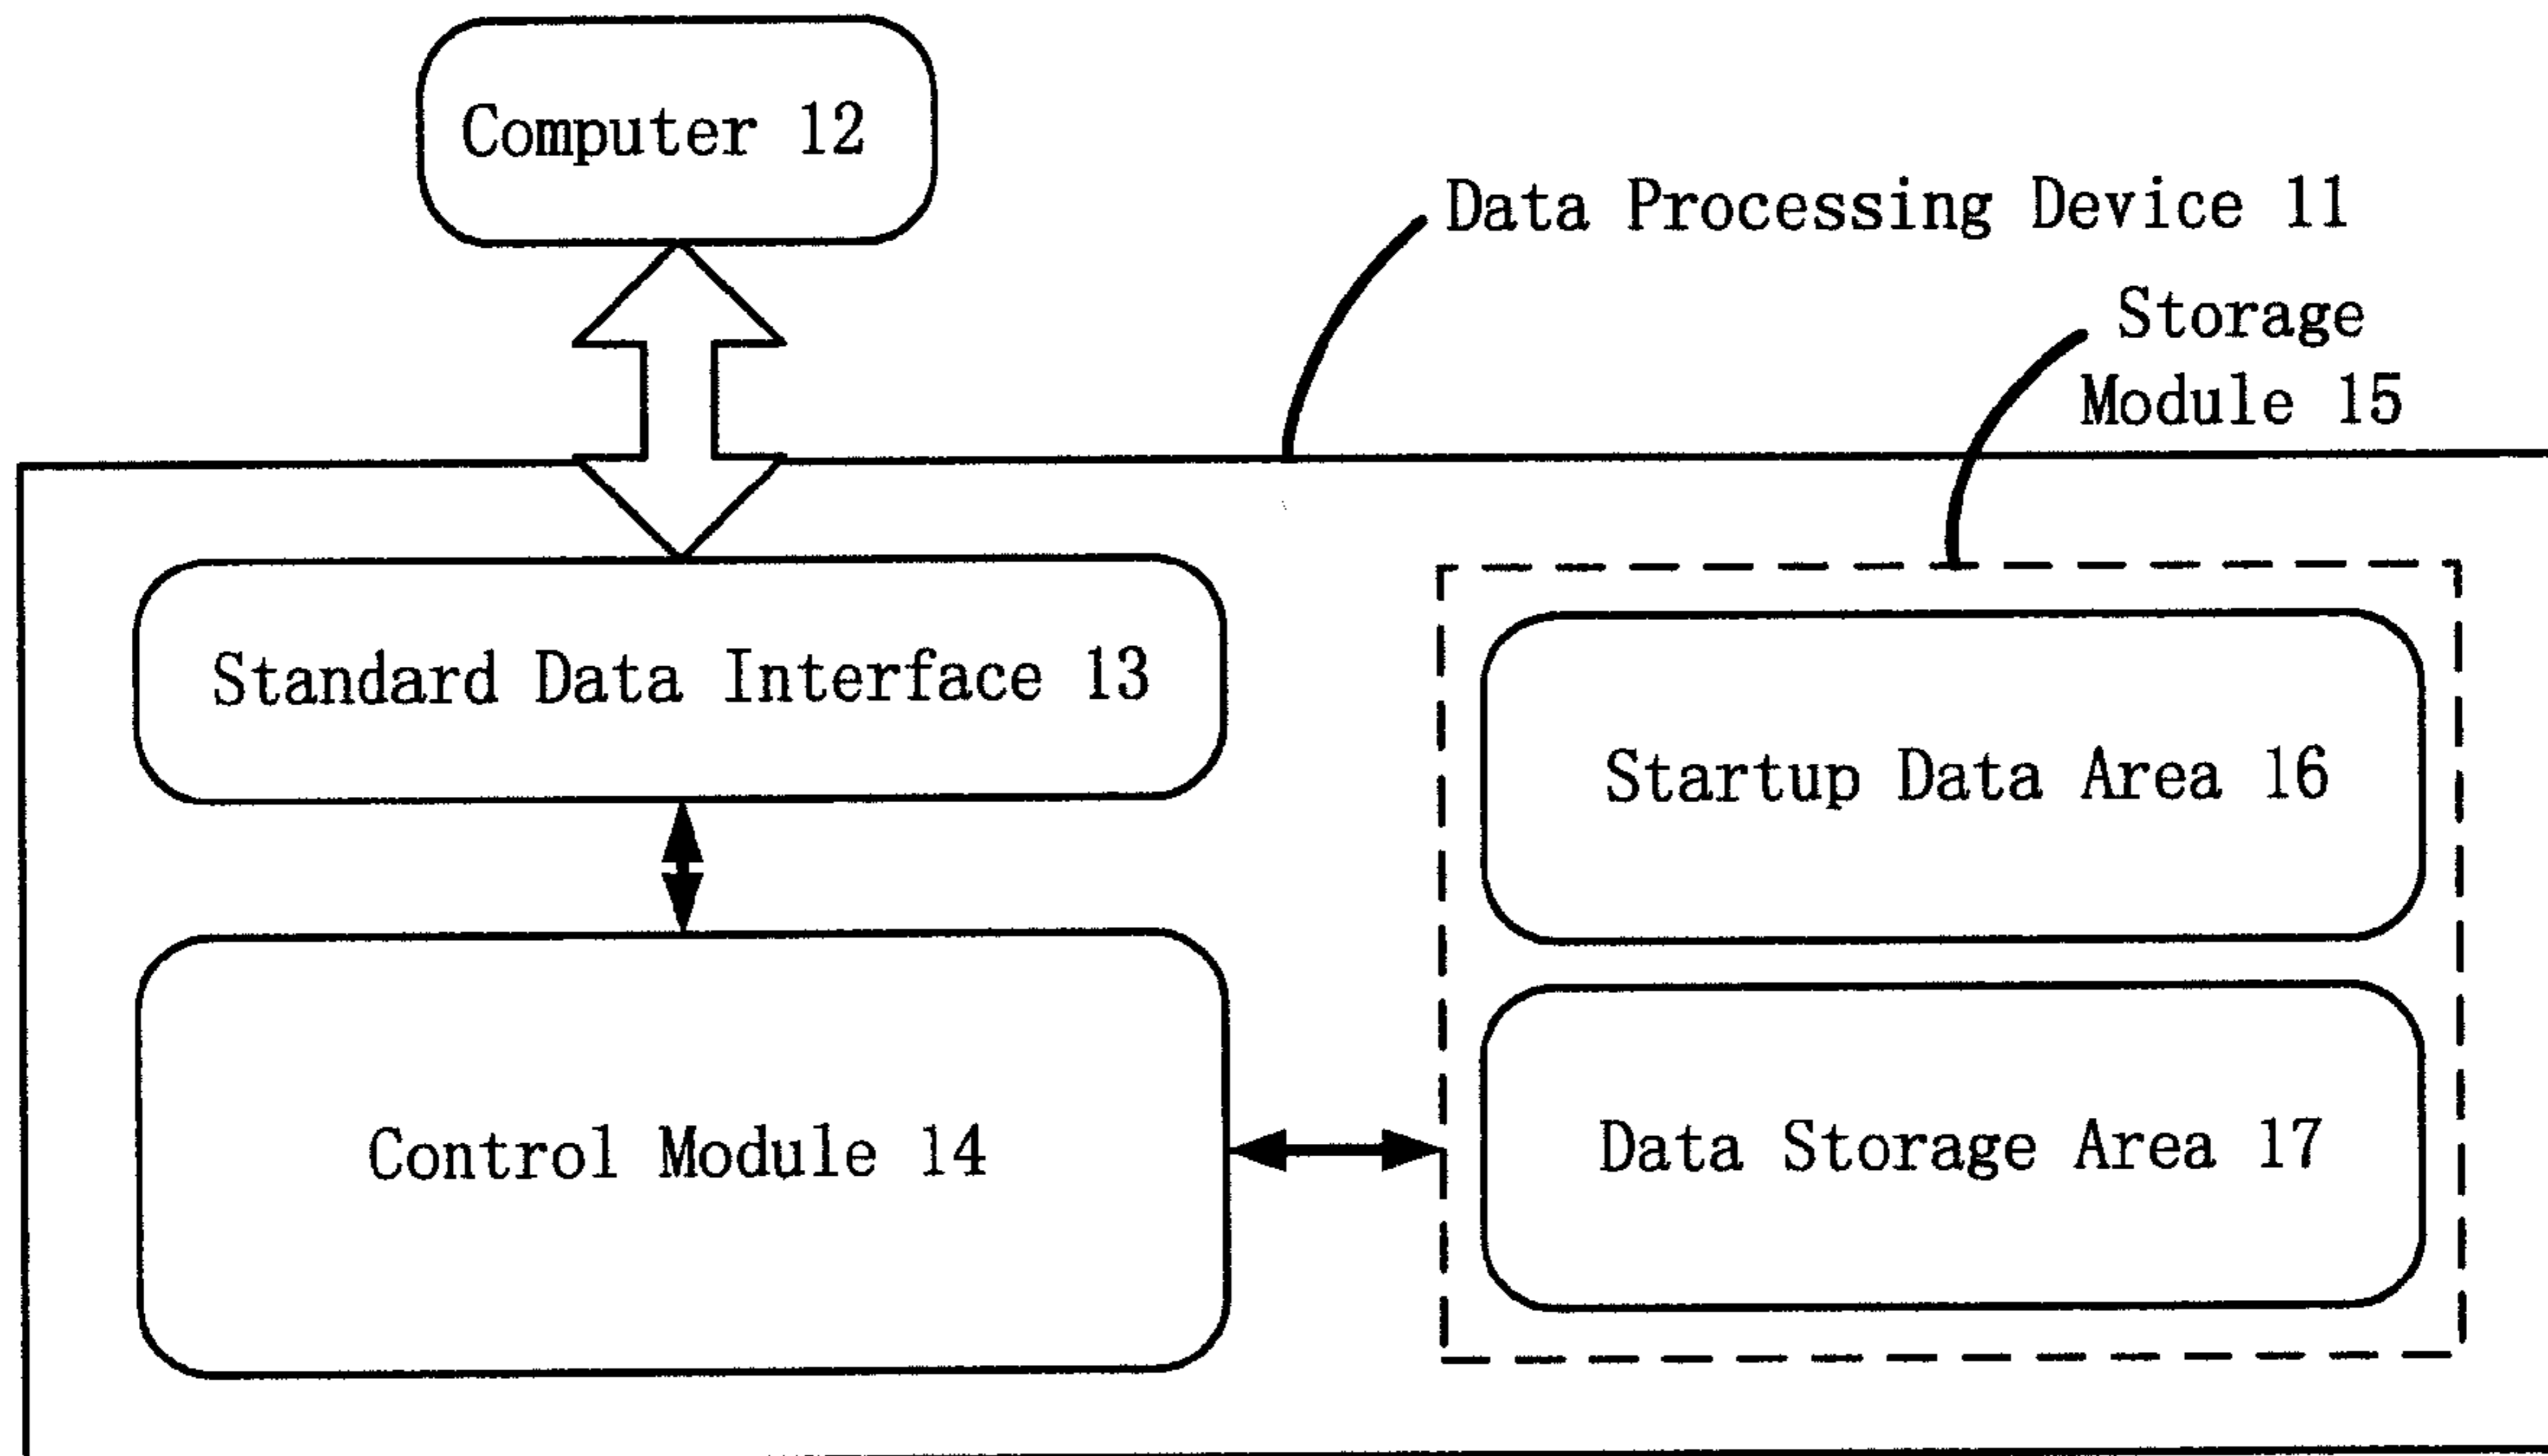 Computer 12
Data Processing Device 11
Storage
Module 15
Standard Data Interface 13
Startup Data Area 16
Control Module 14
Data Storage Area 17